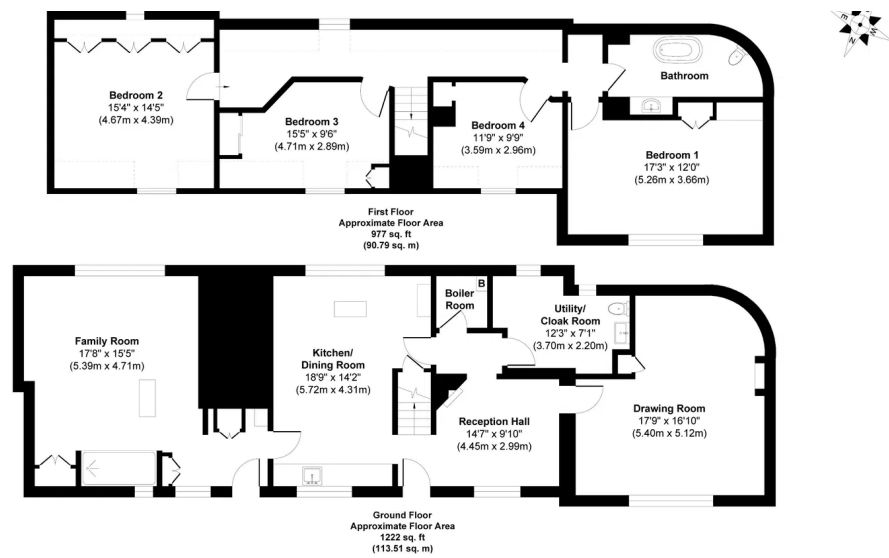 Bedroom 2
15'4" x 14'5"
(4.67m x 4.39m)
Bedroom 3
15'5" x 9'6"
(4.71m x 2.89m)
Bedroom 4
11'9" x 9'9"
(3.59m x 2.96m)
Bathroom
Bedroom 1
17'3" x 12'0"
(5.26m x 3.66m)
First Floor
Approximate Floor Area
977 sq. ft
(90.79 sq. m)
Family Room
17'8" x 15'5"
(5.39m x 4.71m)
Kitchen/
Dining Room
18'9" x 14'2"
(5.72m x 4.31m)
Boiler
Room
B
Utility/
Cloak Room
12'3" x 7'1"
(3.70m x 2.20m)
Reception Hall
14'7" x 9'10"
(4.45m x 2.99m)
Drawing Room
17'9" x 16'10"
(5.40m x 5.12m)
Ground Floor
Approximate Floor Area
1222 sq. ft
(113.51 sq. m)
E
N
W